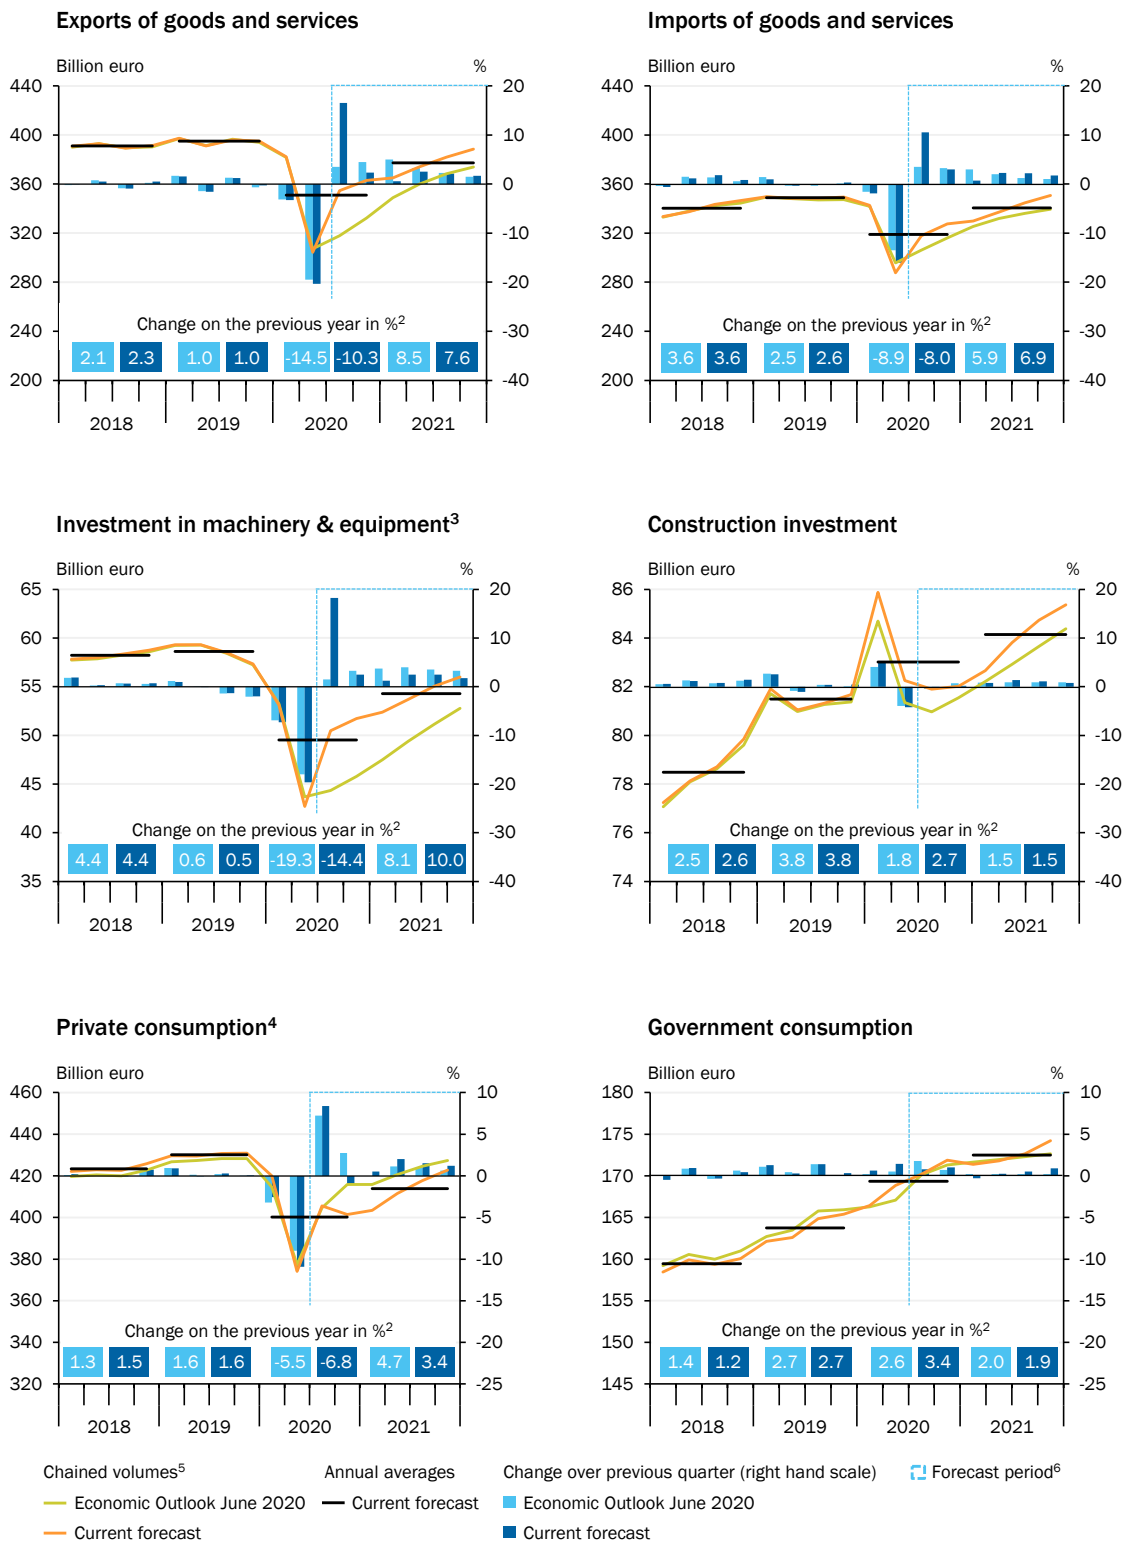 Exports of goods and services
Billion euro %
440 20
400 10
360 0
320 -10
280 -20
240 -30
200 -40
Change on the previous year in %2
2.1 2.3 1.0 1.0 -14.5 -10.3 8.5 7.6
2018 2019 2020 2021
Imports of goods and services
Billion euro %
440 20
400 10
360 0
320 -10
280 -20
240 -30
200 -40
Change on the previous year in %2
3.6 3.6 2.5 2.6 -8.9 -8.0 5.9 6.9
2018 2019 2020 2021
Investment in machinery & equipment3
Billion euro %
65 20
60 10
55 0
50 -10
45 -20
40 -30
35 -40
Change on the previous year in %2
4.4 4.4 0.6 0.5 -19.3 -14.4 8.1 10.0
2018 2019 2020 2021
Construction investment
Billion euro %
86 20
84 10
82 0
80 -10
78 -20
76 -30
74 -40
Change on the previous year in %2
2.5 2.6 3.8 3.8 1.8 2.7 1.5 1.5
2018 2019 2020 2021
Private consumption4
Billion euro %
460 10
440 5
420 0
400 -5
380 -10
360 -15
340 -20
320 -25
Change on the previous year in %2
1.3 1.5 1.6 1.6 -5.5 -6.8 4.7 3.4
2018 2019 2020 2021
Government consumption
Billion euro %
180 10
175 5
170 0
165 -5
160 -10
155 -15
150 -20
145 -25
Change on the previous year in %2
1.4 1.2 2.7 2.7 2.6 3.4 2.0 1.9
2018 2019 2020 2021
Chained volumes5 Annual averages Change over previous quarter (right hand scale) Forecast period6
Economic Outlook June 2020 Current forecast Economic Outlook June 2020
Current forecast Current forecast